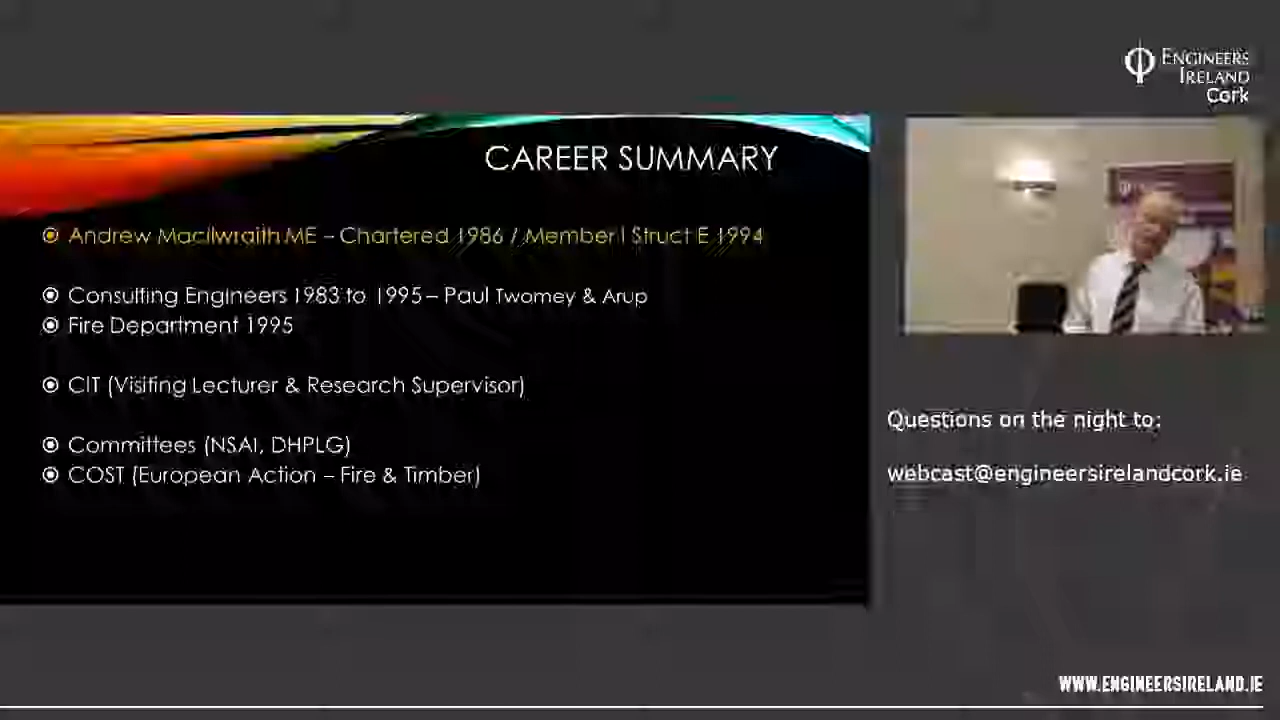 ENGINEERS
IRELAND
Cork
CAREER SUMMARY
Andrew MacilwraithME – Chartered 1986 / Member I Struct E 1994
Consulting Engineers 1983 to 1995 – Paul Twomey & Arup
Fire Department 1995
CIT (Visiting Lecturer & Research Supervisor)
Committees (NSAI, DHPLG)
COST (European Action – Fire & Timber)
Questions on the night to:
webcast@engineersirelandcork.ie
WWW.ENGINEERSIRELAND.IE